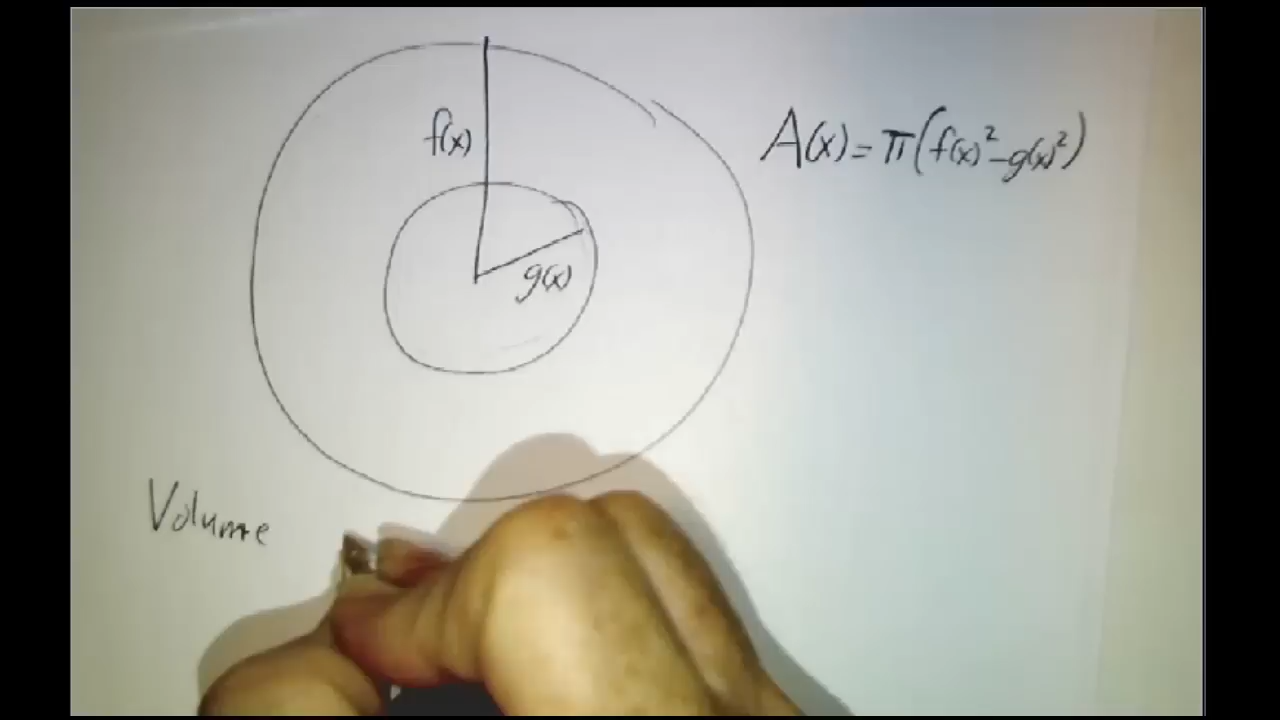 f(x)
A(x) = π(f(x)² - g(x)²)
g(x)
Volume